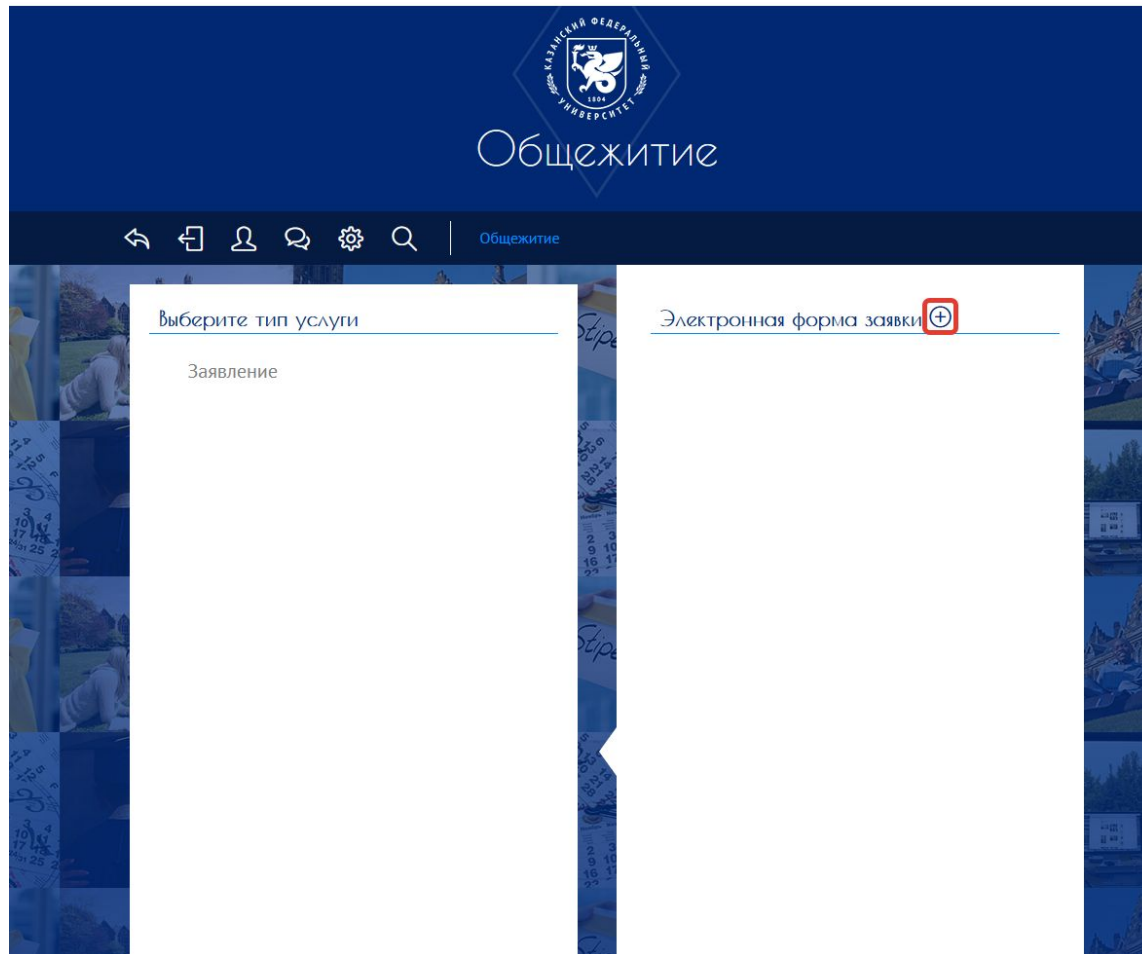 КАЗАНСКИЙ ФЕДЕРАЛЬНЫЙ УНИВЕРСИТЕТ
1804
Общежитие
Общежитие
Выберите тип услуги
Заявление
Электронная форма заявки